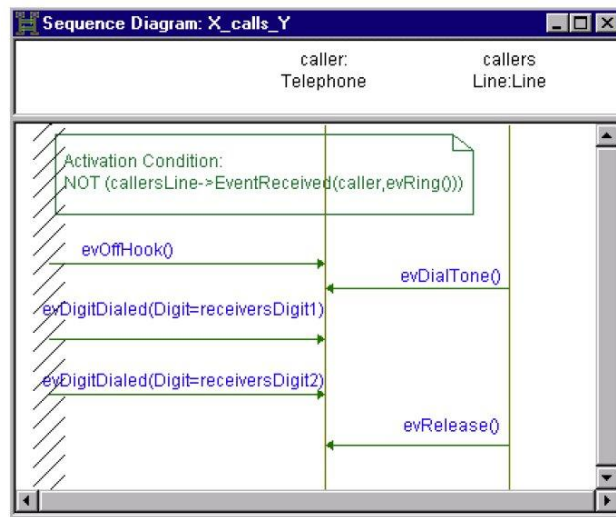 Sequence Diagram: X_calls_Y
caller:
Telephone
callers
Line:Line
Activation Condition:
NOT (callersLine->EventReceived(caller,evRing()))
evOffHook()
evDialTone()
evDigitDialed(Digit=receiversDigit1)
evDigitDialed(Digit=receiversDigit2)
evRelease()